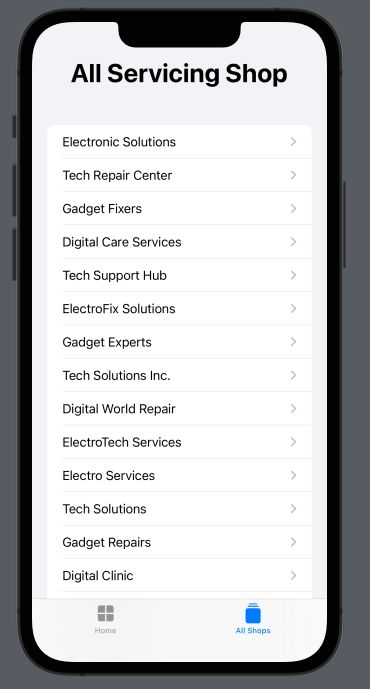 All Servicing Shop
Electronic Solutions
Tech Repair Center
Gadget Fixers
Digital Care Services
Tech Support Hub
ElectroFix Solutions
Gadget Experts
Tech Solutions Inc.
Digital World Repair
ElectroTech Services
Electro Services
Tech Solutions
Gadget Repairs
Digital Clinic
Home
All Shops